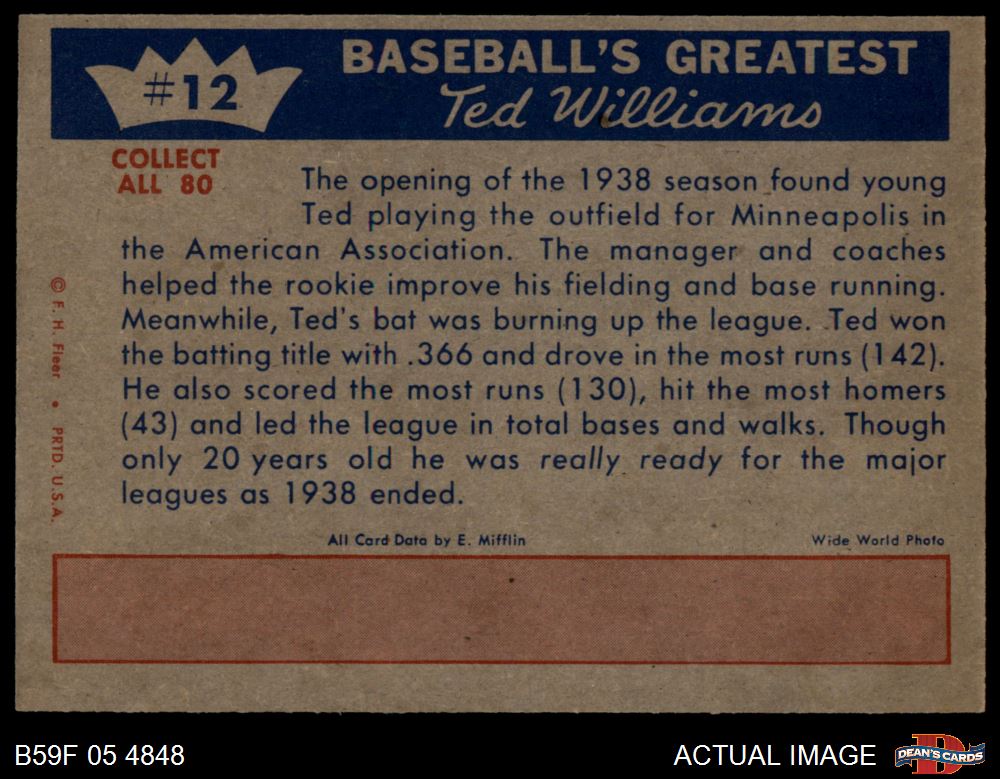 #12
BASEBALL'S GREATEST
Ted Williams
COLLECT
ALL 80
The opening of the 1938 season found young
Ted playing the outfield for Minneapolis in
the American Association. The manager and coaches
helped the rookie improve his fielding and base running.
Meanwhile, Ted's bat was burning up the league. Ted won
the batting title with .366 and drove in the most runs (142).
He also scored the most runs (130), hit the most homers
(43) and led the league in total bases and walks. Though
only 20 years old he was really ready for the major
leagues as 1938 ended.
© F. H. Fleer • PRTD. U.S.A.
All Card Data by E. Mifflin
Wide World Photo
B59F 05 4848
ACTUAL IMAGE
D
DEAN'S CARDS